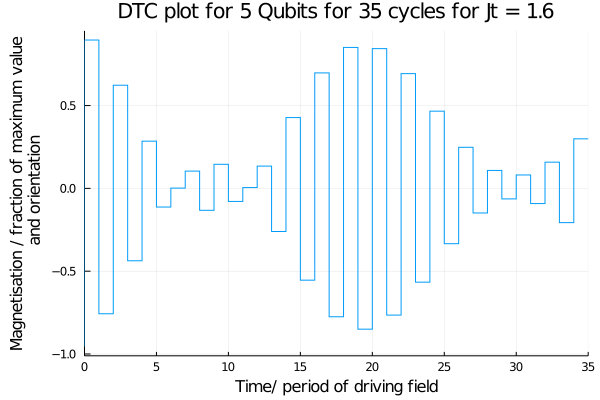 DTC plot for 5 Qubits for 35 cycles for Jt = 1.6
Magnetisation / fraction of maximum value
and orientation
0.5
0.0
−0.5
−1.0
0 5 10 15 20 25 30 35
Time/ period of driving field